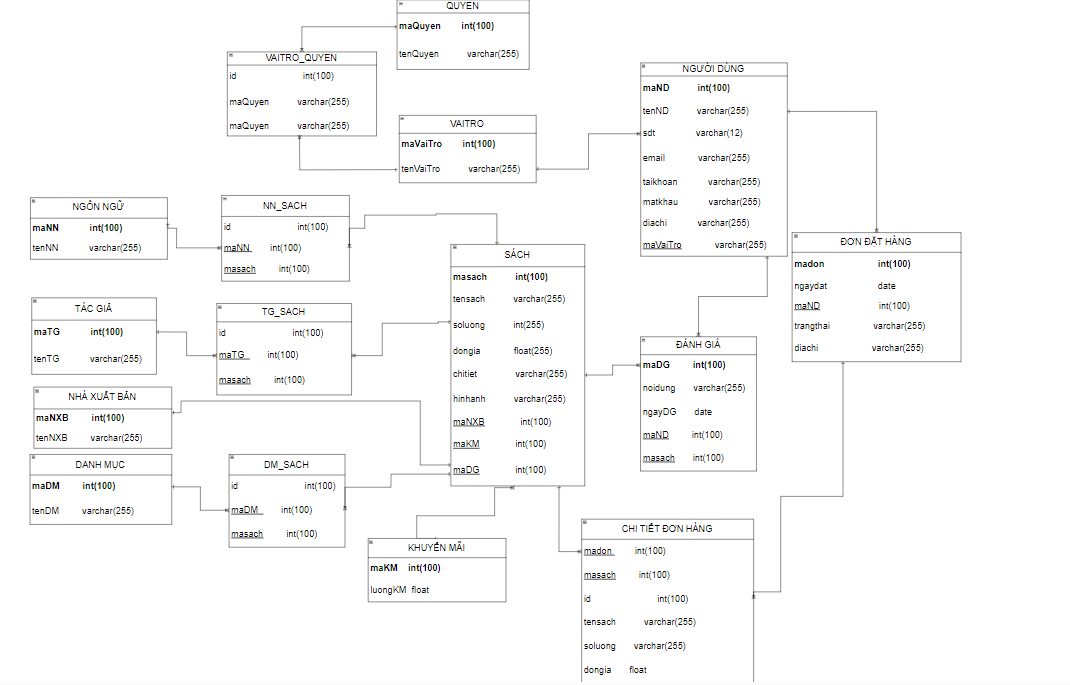 QUYEN
maQuyen int(100)
tenQuyen varchar(255)
VAITRO_QUYEN
id int(100)
maQuyen varchar(255)
maQuyen varchar(255)
VAITRO
maVaiTro int(100)
tenVaiTro varchar(255)
NGƯỜI DÙNG
maND int(100)
tenND varchar(255)
sdt varchar(12)
email varchar(255)
taikhoan varchar(255)
matkhau varchar(255)
diachi varchar(255)
maVaiTro varchar(255)
NGÔN NGỮ
maNN int(100)
tenNN varchar(255)
NN_SACH
id int(100)
maNN int(100)
masach int(100)
SÁCH
masach int(100)
tensach varchar(255)
soluong int(255)
dongia float(255)
chitiet varchar(255)
hinhanh varchar(255)
maNXB int(100)
maKM int(100)
maDG int(100)
ĐƠN ĐẶT HÀNG
madon int(100)
ngaydat date
maND int(100)
trangthai varchar(255)
diachi varchar(255)
TÁC GIẢ
maTG int(100)
tenTG varchar(255)
TG_SACH
id int(100)
maTG int(100)
masach int(100)
ĐÁNH GIÁ
maDG int(100)
noidung varchar(255)
ngayDG date
maND int(100)
masach int(100)
NHÀ XUẤT BẢN
maNXB int(100)
tenNXB varchar(255)
DANH MỤC
maDM int(100)
tenDM varchar(255)
DM_SACH
id int(100)
maDM int(100)
masach int(100)
KHUYẾN MÃI
maKM int(100)
luongKM float
CHI TIẾT ĐƠN HÀNG
madon int(100)
masach int(100)
id int(100)
tensach varchar(255)
soluong varchar(255)
dongia float